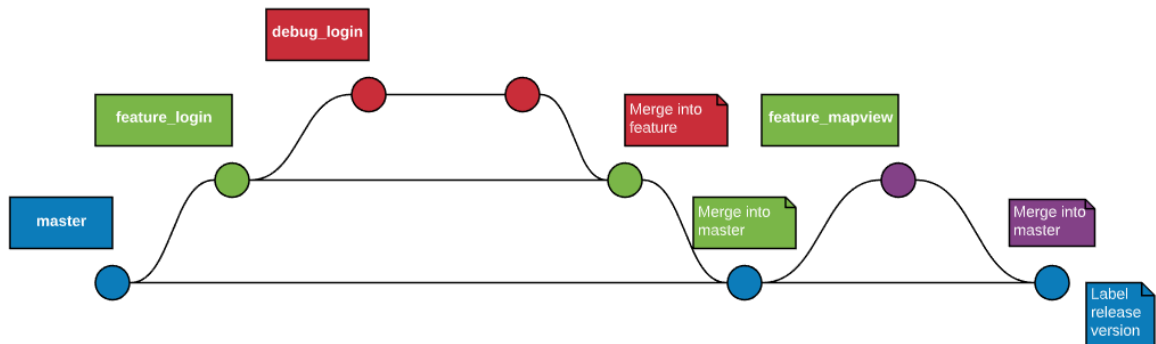 debug_login
feature_login
Merge into
feature
feature_mapview
master
Merge into
master
Merge into
master
Label
release
version